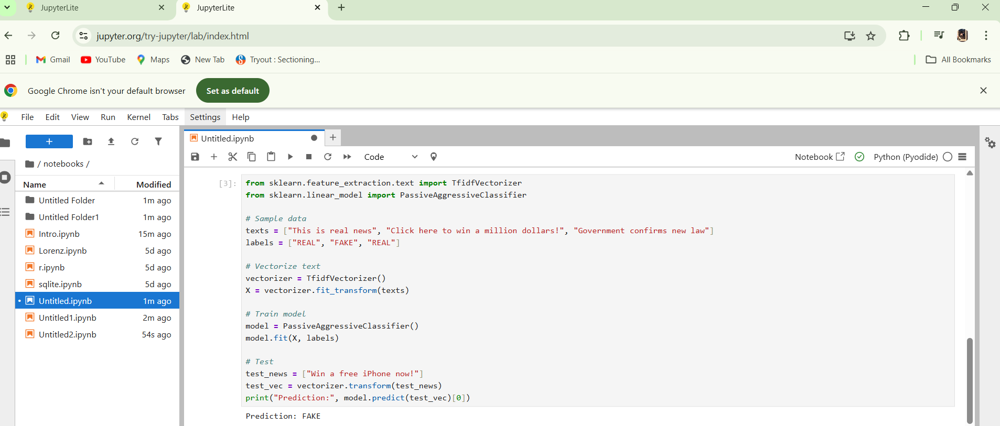 JupyterLite
JupyterLite
jupyter.org/try-jupyter/lab/index.html
Gmail YouTube Maps New Tab Tryout : Sectioning... All Bookmarks
Google Chrome isn't your default browser Set as default
File Edit View Run Kernel Tabs Settings Help
/ notebooks /
Name Modified
Untitled Folder 1m ago
Untitled Folder1 1m ago
Intro.ipynb 15m ago
Lorenz.ipynb 5d ago
r.ipynb 5d ago
sqlite.ipynb 5d ago
Untitled.ipynb 1m ago
Untitled1.ipynb 2m ago
Untitled2.ipynb 54s ago
Untitled.ipynb
Code Notebook Python (Pyodide)
[3]:
from sklearn.feature_extraction.text import TfidfVectorizer
from sklearn.linear_model import PassiveAggressiveClassifier
# Sample data
texts = ["This is real news", "Click here to win a million dollars!", "Government confirms new law"]
labels = ["REAL", "FAKE", "REAL"]
# Vectorize text
vectorizer = TfidfVectorizer()
X = vectorizer.fit_transform(texts)
# Train model
model = PassiveAggressiveClassifier()
model.fit(X, labels)
# Test
test_news = ["Win a free iPhone now!"]
test_vec = vectorizer.transform(test_news)
print("Prediction:", model.predict(test_vec)[0])
Prediction: FAKE